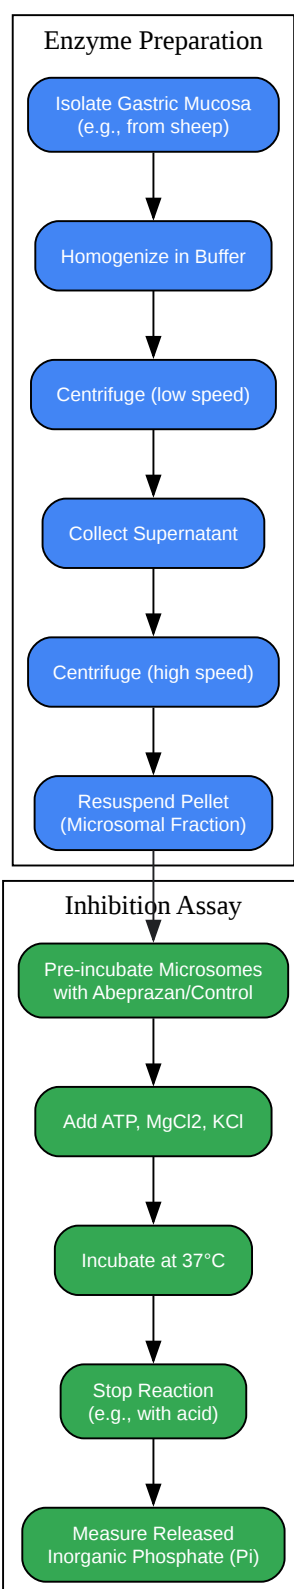 Enzyme Preparation
Isolate Gastric Mucosa
(e.g., from sheep)
Homogenize in Buffer
Centrifuge (low speed)
Collect Supernatant
Centrifuge (high speed)
Resuspend Pellet
(Microsomal Fraction)
Inhibition Assay
Pre-incubate Microsomes
with Abeprazan/Control
Add ATP, MgCl2, KCl
Incubate at 37°C
Stop Reaction
(e.g., with acid)
Measure Released
Inorganic Phosphate (Pi)